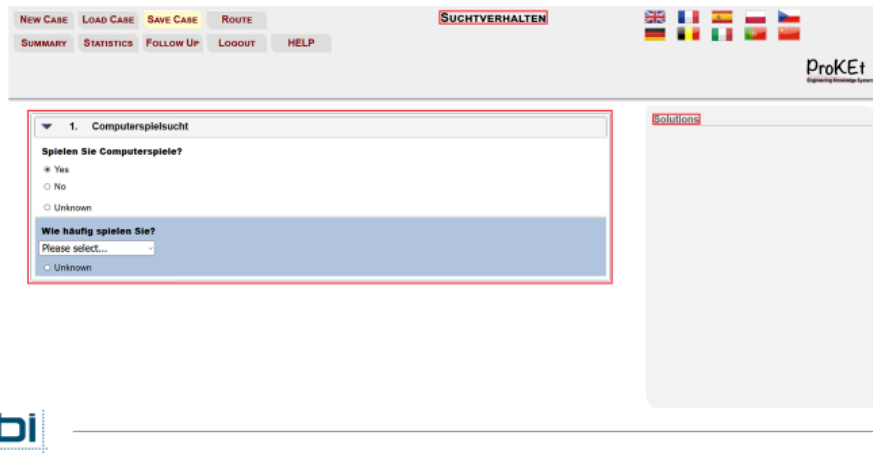 NEW CASE LOAD CASE SAVE CASE ROUTE
SUCHTVERHALTEN
SUMMARY STATISTICS FOLLOW UP LOGOUT HELP
ProKEt
Solutions
1. Computerspielsucht
Spielen Sie Computerspiele?
Yes
No
Unknown
Wie häufig spielen Sie?
Please select...
Unknown
bi